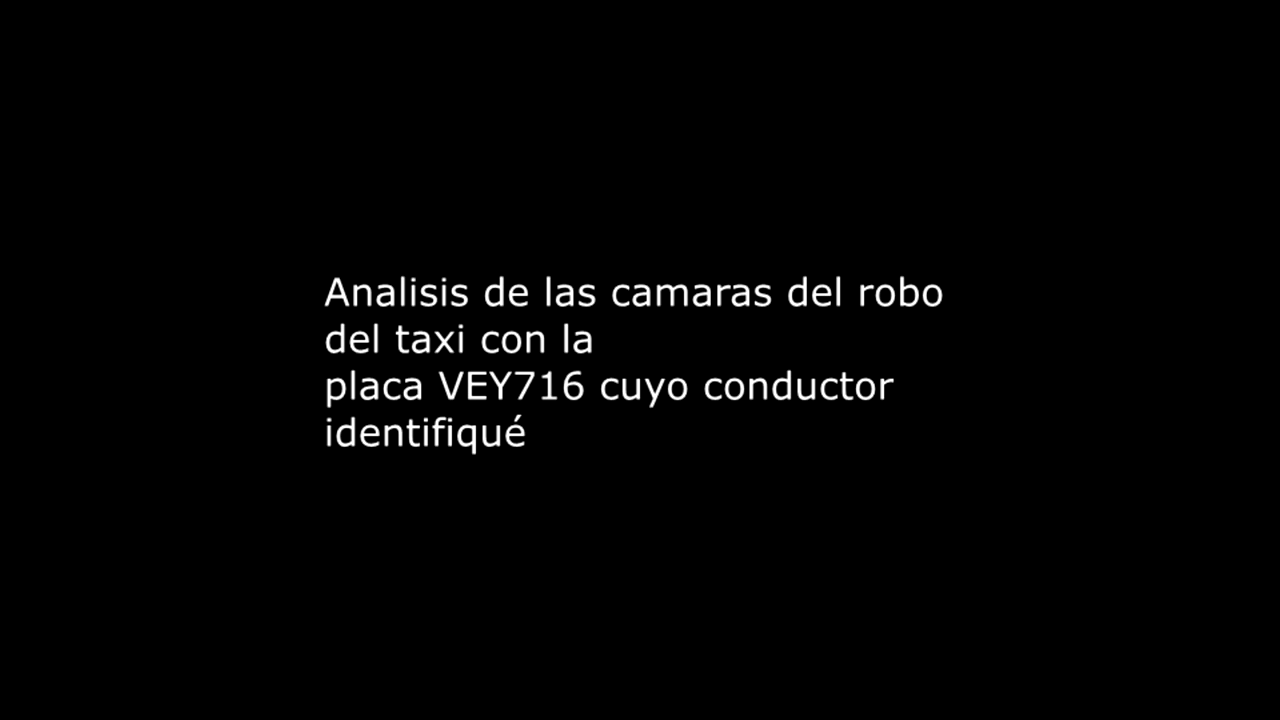 Analisis de las camaras del robo
del taxi con la
placa VEY716 cuyo conductor
identifiqué